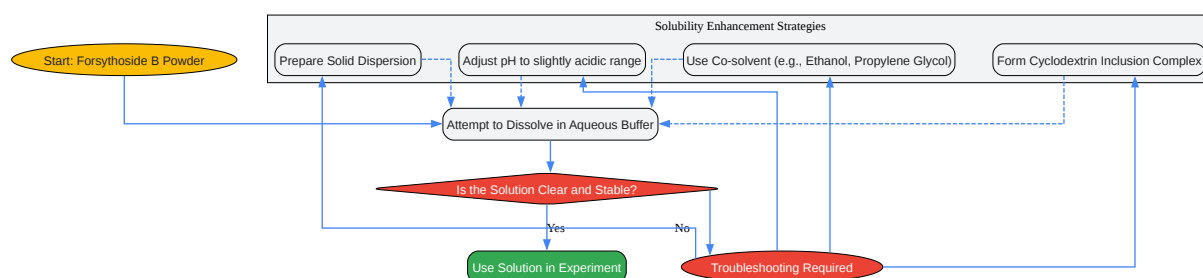 Solubility Enhancement Strategies
Start: Forsythoside B Powder
Prepare Solid Dispersion
Adjust pH to slightly acidic range
Use Co-solvent (e.g., Ethanol, Propylene Glycol)
Form Cyclodextrin Inclusion Complex
Attempt to Dissolve in Aqueous Buffer
Is the Solution Clear and Stable?
Yes
No
Use Solution in Experiment
Troubleshooting Required